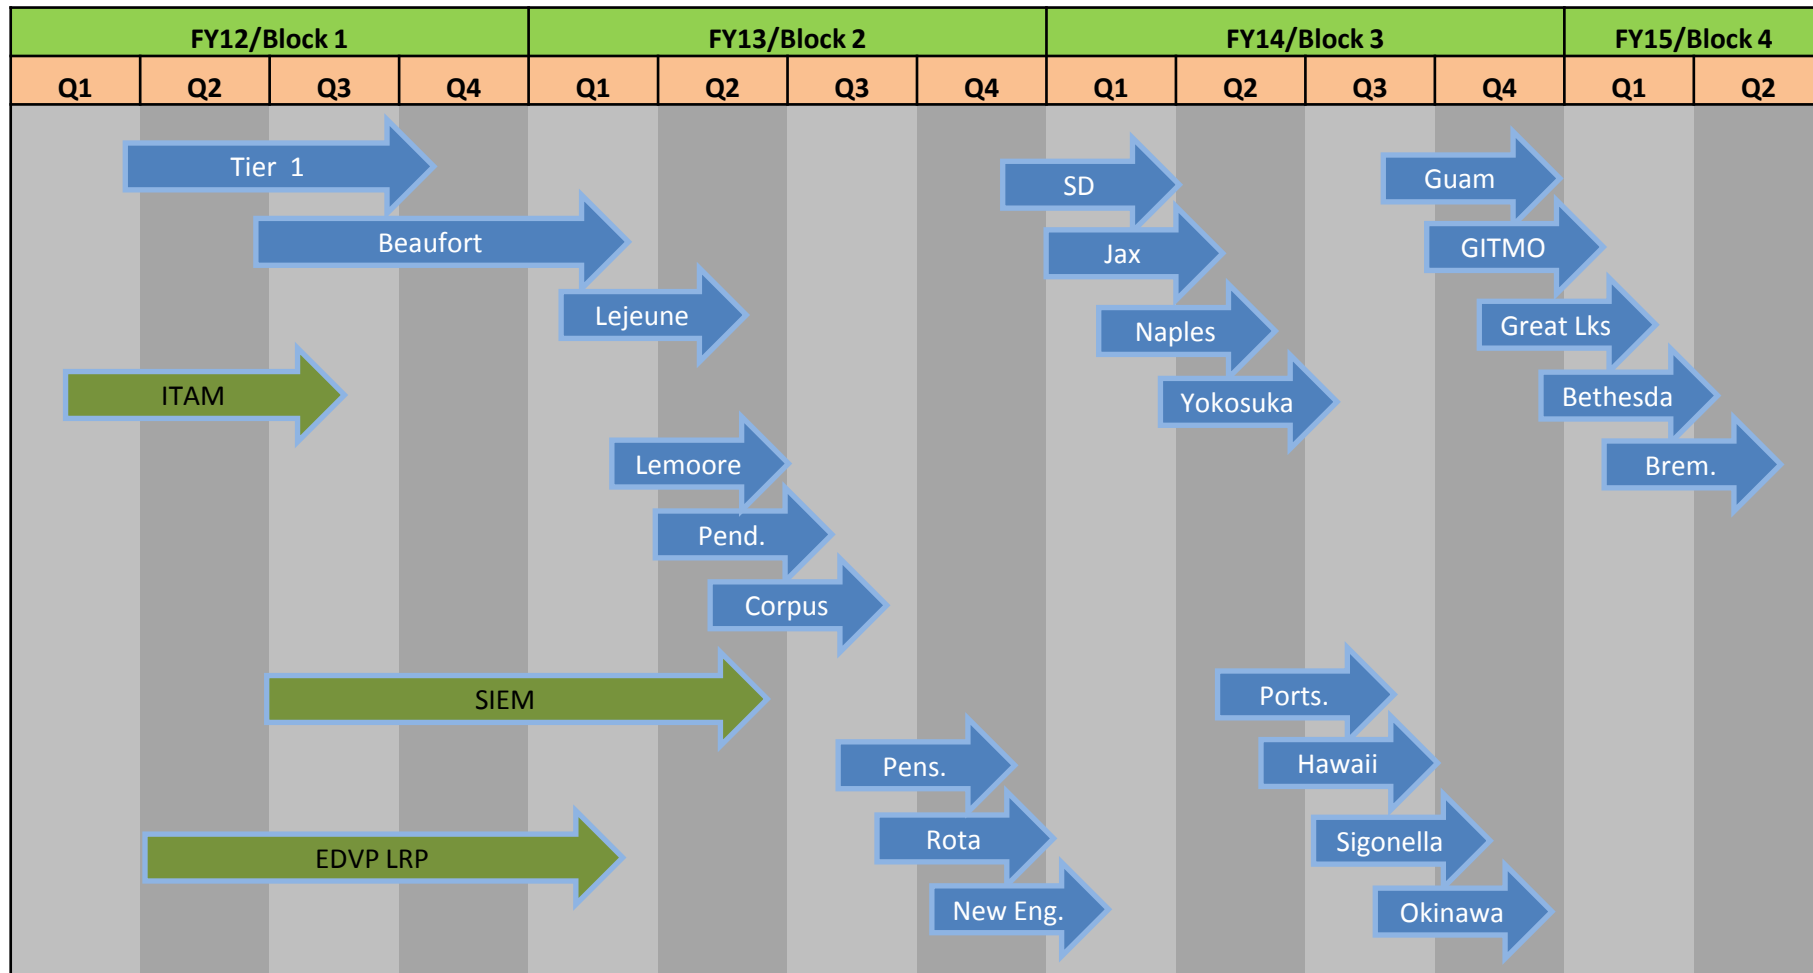 FY12/Block 1 FY13/Block 2 FY14/Block 3 FY15/Block 4
Q1 Q2 Q3 Q4 Q1 Q2 Q3 Q4 Q1 Q2 Q3 Q4 Q1 Q2
Tier 1
Beaufort
Lejeune
ITAM
Lemoore
Pend.
Corpus
SIEM
Pens.
Rota
EDVP LRP
New Eng.
SD
Jax
Naples
Yokosuka
Ports.
Hawaii
Sigonella
Okinawa
Guam
GITMO
Great Lks
Bethesda
Brem.